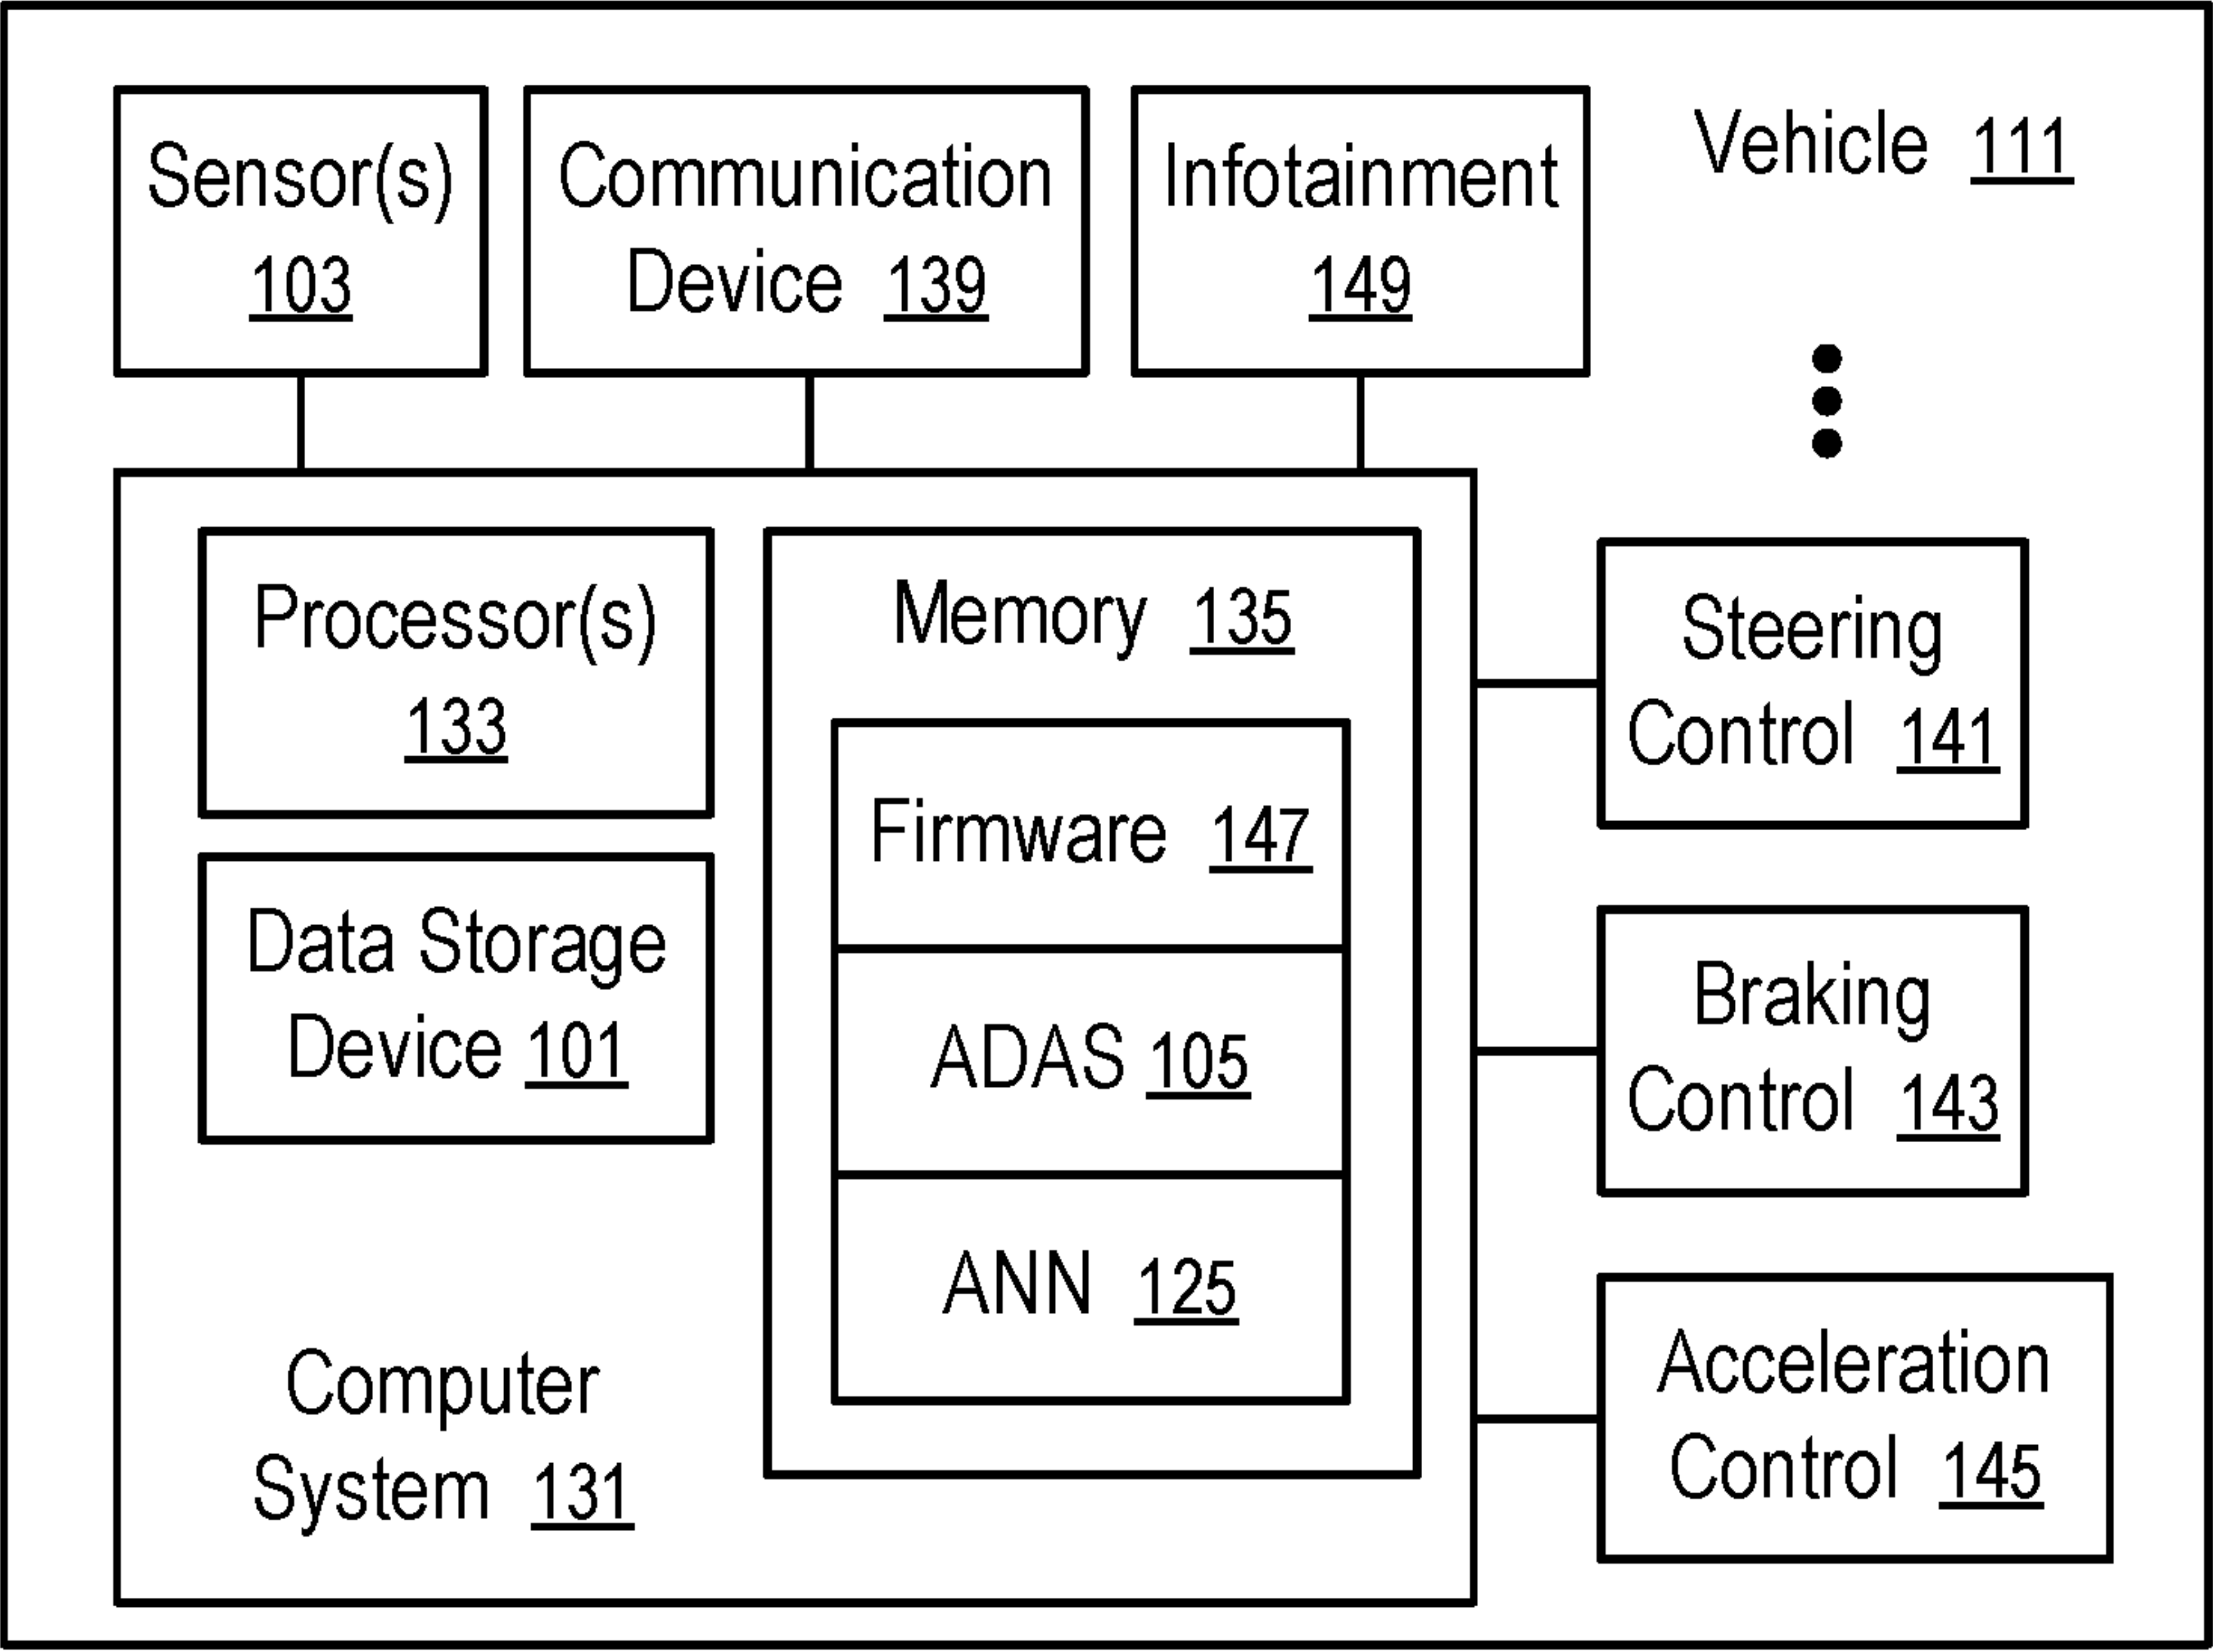 Sensor(s)
103
Communication
Device 139
Infotainment
149
Vehicle 111
Processor(s)
133
Data Storage
Device 101
Computer
System 131
Memory 135
Firmware 147
ADAS 105
ANN 125
Steering
Control 141
Braking
Control 143
Acceleration
Control 145